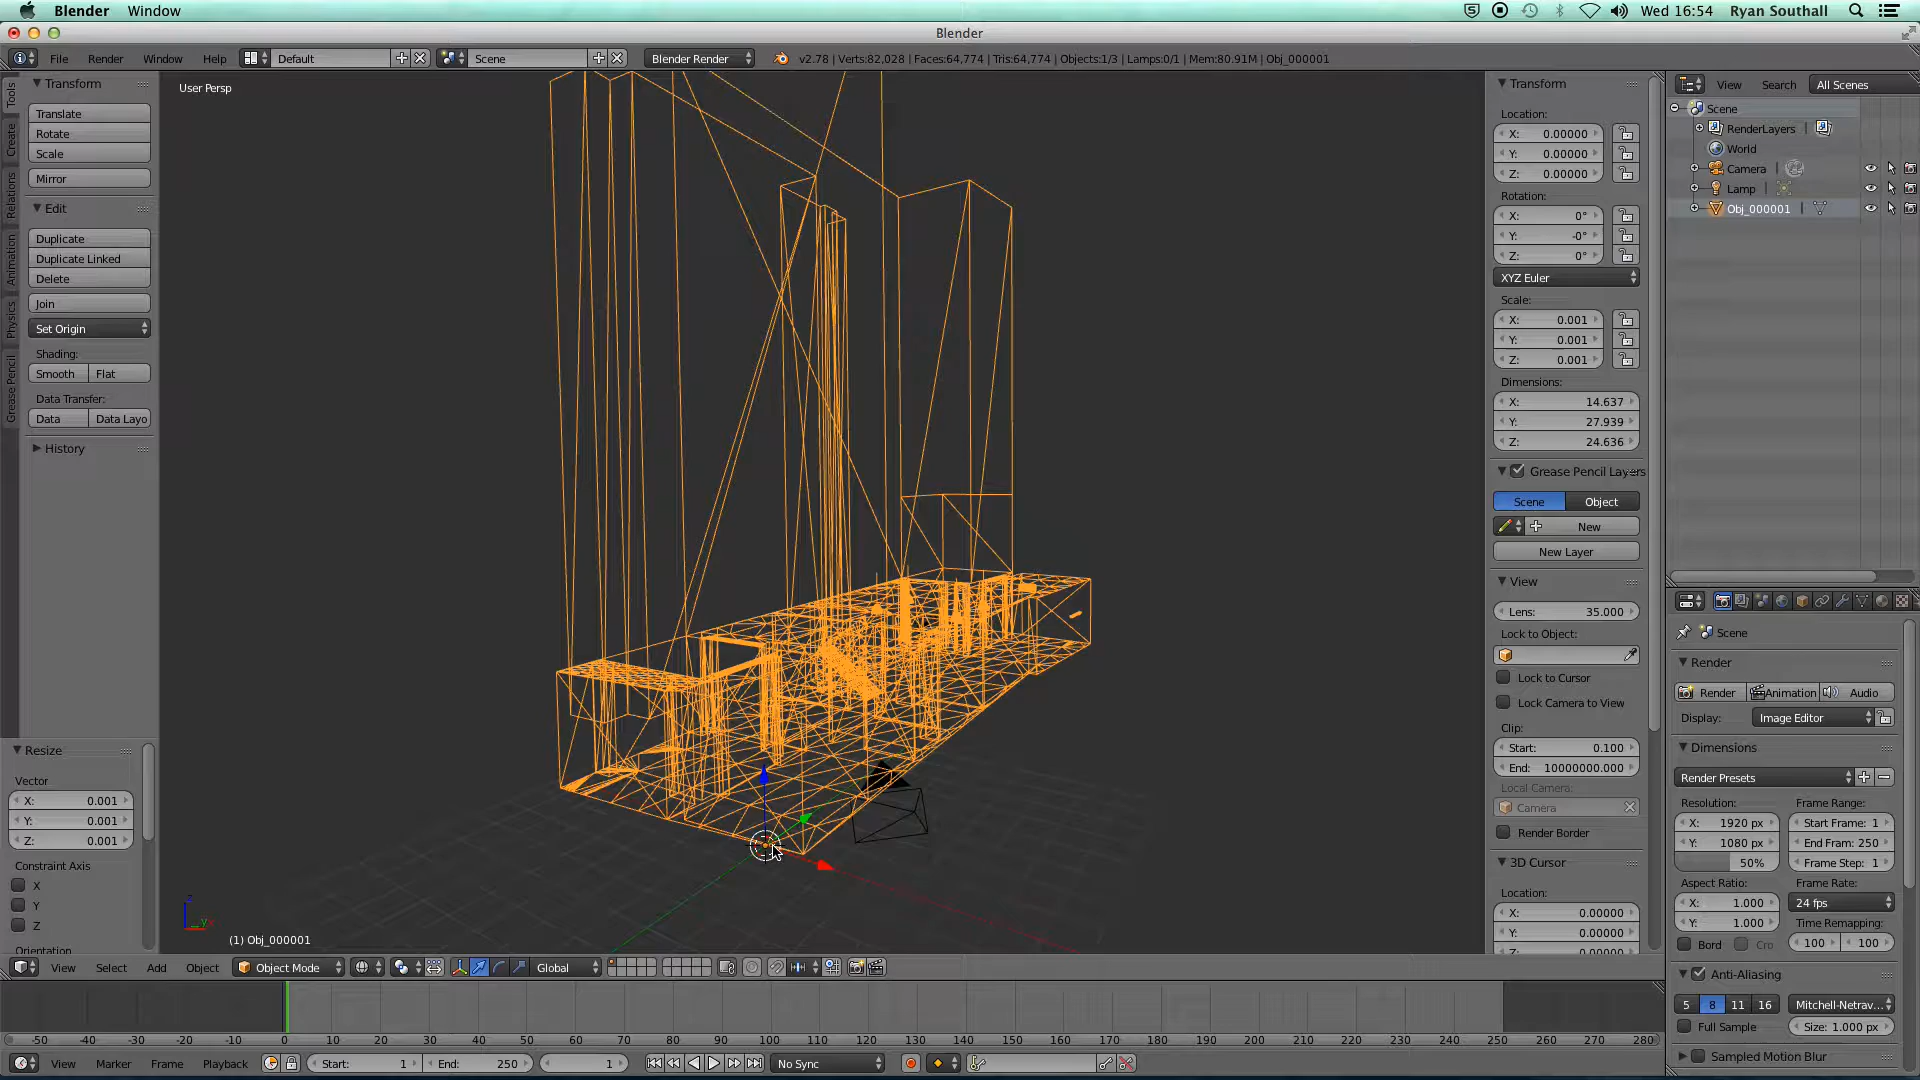 Blender Window Wed 16:54 Ryan Southall
Blender
File Render Window Help Default Scene Blender Render v2.78 | Verts:82,028 | Faces:64,774 | Tris:64,774 | Objects:1/3 | Lamps:0/1 | Mem:80.91M | Obj_000001
Tools
Create
Relations
Animation
Physics
Grease Pencil
Transform
Translate
Rotate
Scale
Mirror
Edit
Duplicate
Duplicate Linked
Delete
Join
Set Origin
Shading:
Smooth Flat
Data Transfer:
Data Data Layo
History
Resize
Vector
X: 0.001
Y: 0.001
Z: 0.001
Constraint Axis
X
Y
Z
Orientation
User Persp
(1) Obj_000001
Transform
Location:
X: 0.00000
Y: 0.00000
Z: 0.00000
Rotation:
X: 0°
Y: -0°
Z: 0°
XYZ Euler
Scale:
X: 0.001
Y: 0.001
Z: 0.001
Dimensions:
X: 14.637
Y: 27.939
Z: 24.636
Grease Pencil Layers
Scene Object
New
New Layer
View
Lens: 35.000
Lock to Object:
Lock to Cursor
Lock Camera to View
Clip:
Start: 0.100
End: 10000000.000
Local Camera:
Camera
Render Border
3D Cursor
Location:
X: 0.00000
Y: 0.00000
View Search All Scenes
Scene
RenderLayers
World
Camera
Lamp
Obj_000001
Scene
Render
Render Animation Audio
Display: Image Editor
Dimensions
Render Presets
Resolution: Frame Range:
X: 1920 px Start Frame: 1
Y: 1080 px End Fram: 250
50% Frame Step: 1
Aspect Ratio: Frame Rate:
X: 1.000 24 fps
Y: 1.000 Time Remapping:
Bord Cro 100 100
Anti-Aliasing
5 8 11 16 Mitchell-Netrav...
Full Sample Size: 1.000 px
Sampled Motion Blur
View Select Add Object Object Mode Global
-50 -40 -30 -20 -10 0 10 20 30 40 50 60 70 80 90 100 110 120 130 140 150 160 170 180 190 200 210 220 230 240 250 260 270 280
View Marker Frame Playback Start: 1 End: 250 1 No Sync